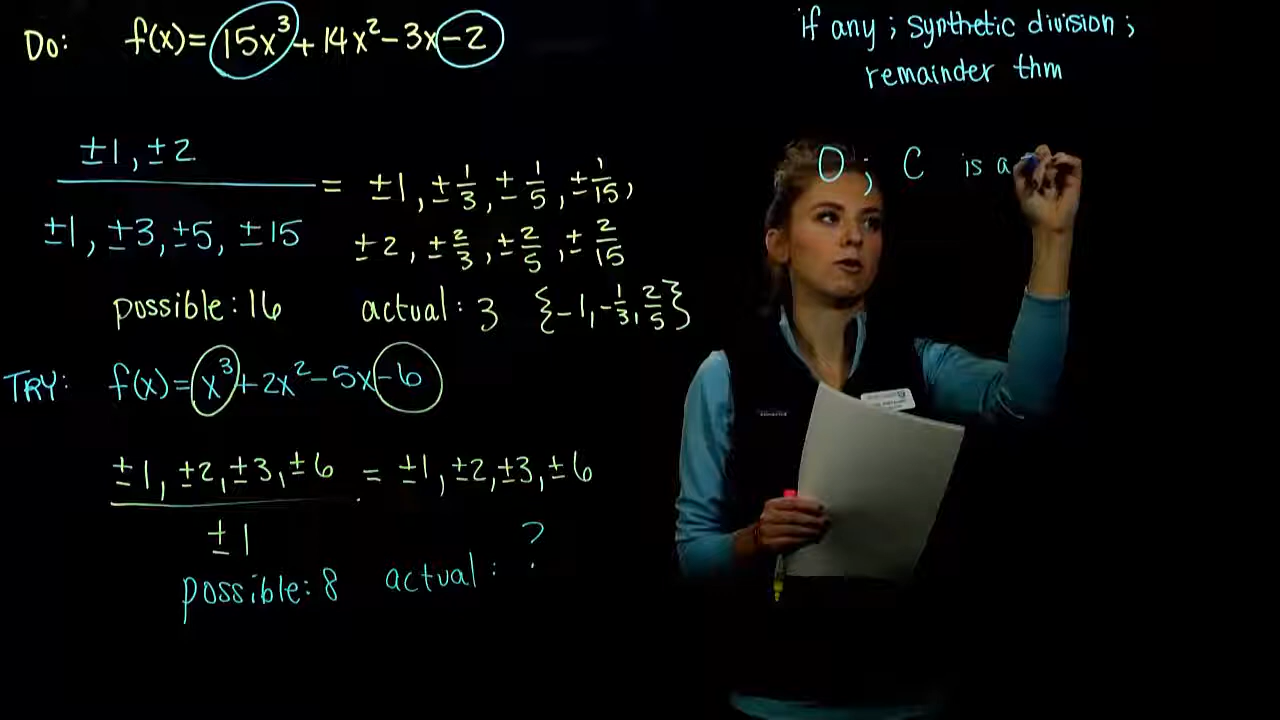 Do: f(x) = 15x³ + 14x² - 3x - 2
if any ; synthetic division ;
remainder thm
±1, ±2
±1, ±3, ±5, ±15
= ±1, ±1/3, ±1/5, ±1/15,
±2, ±2/3, ±2/5, ±2/15
possible: 16 actual: 3 {-1, -1/3, 2/5}
TRY: f(x) = x³ + 2x² - 5x - 6
±1, ±2, ±3, ±6 = ±1, ±2, ±3, ±6
±1
possible: 8 actual: ?
0; C is a